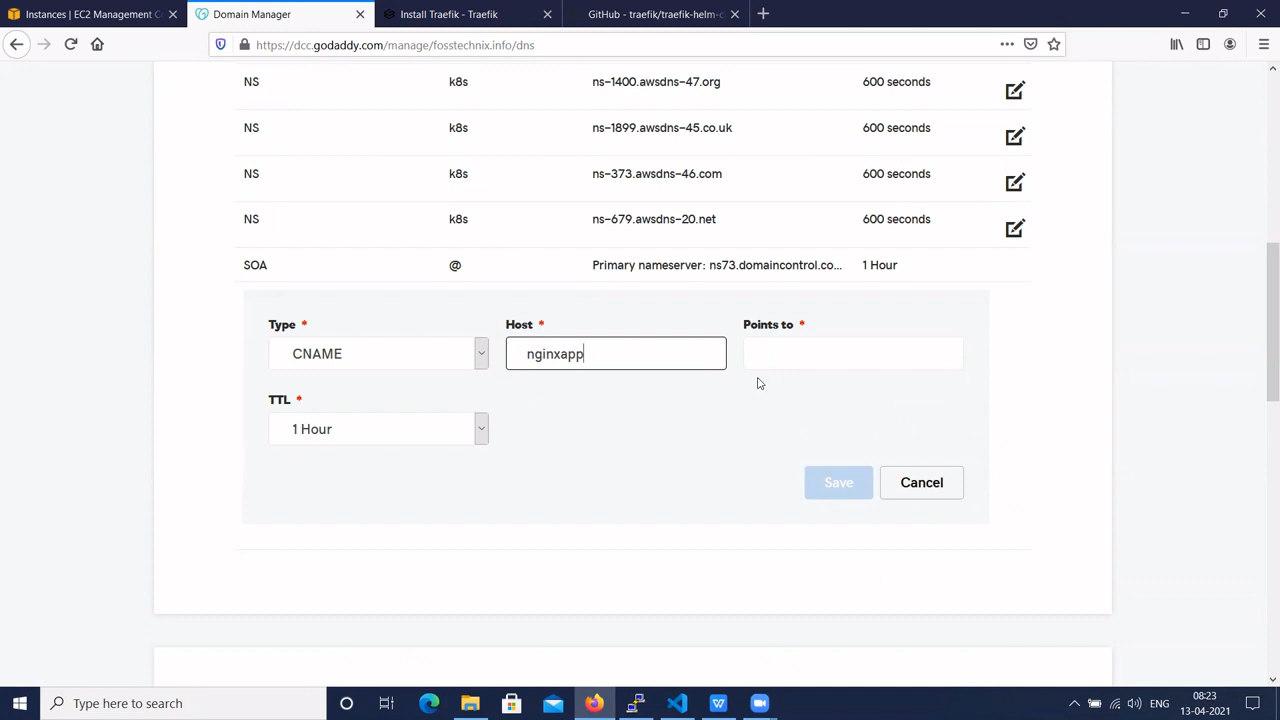 Instances | EC2 Management C
Domain Manager
Install Traefik - Traefik
GitHub - traefik/traefik-helm-c
https://dcc.godaddy.com/manage/fosstechnix.info/dns
NS k8s ns-1400.awsdns-47.org 600 seconds
NS k8s ns-1899.awsdns-45.co.uk 600 seconds
NS k8s ns-373.awsdns-46.com 600 seconds
NS k8s ns-679.awsdns-20.net 600 seconds
SOA @ Primary nameserver: ns73.domaincontrol.co... 1 Hour
Type * Host * Points to *
CNAME nginxapp
TTL *
1 Hour
Save Cancel
Type here to search
ENG
08:23
13-04-2021